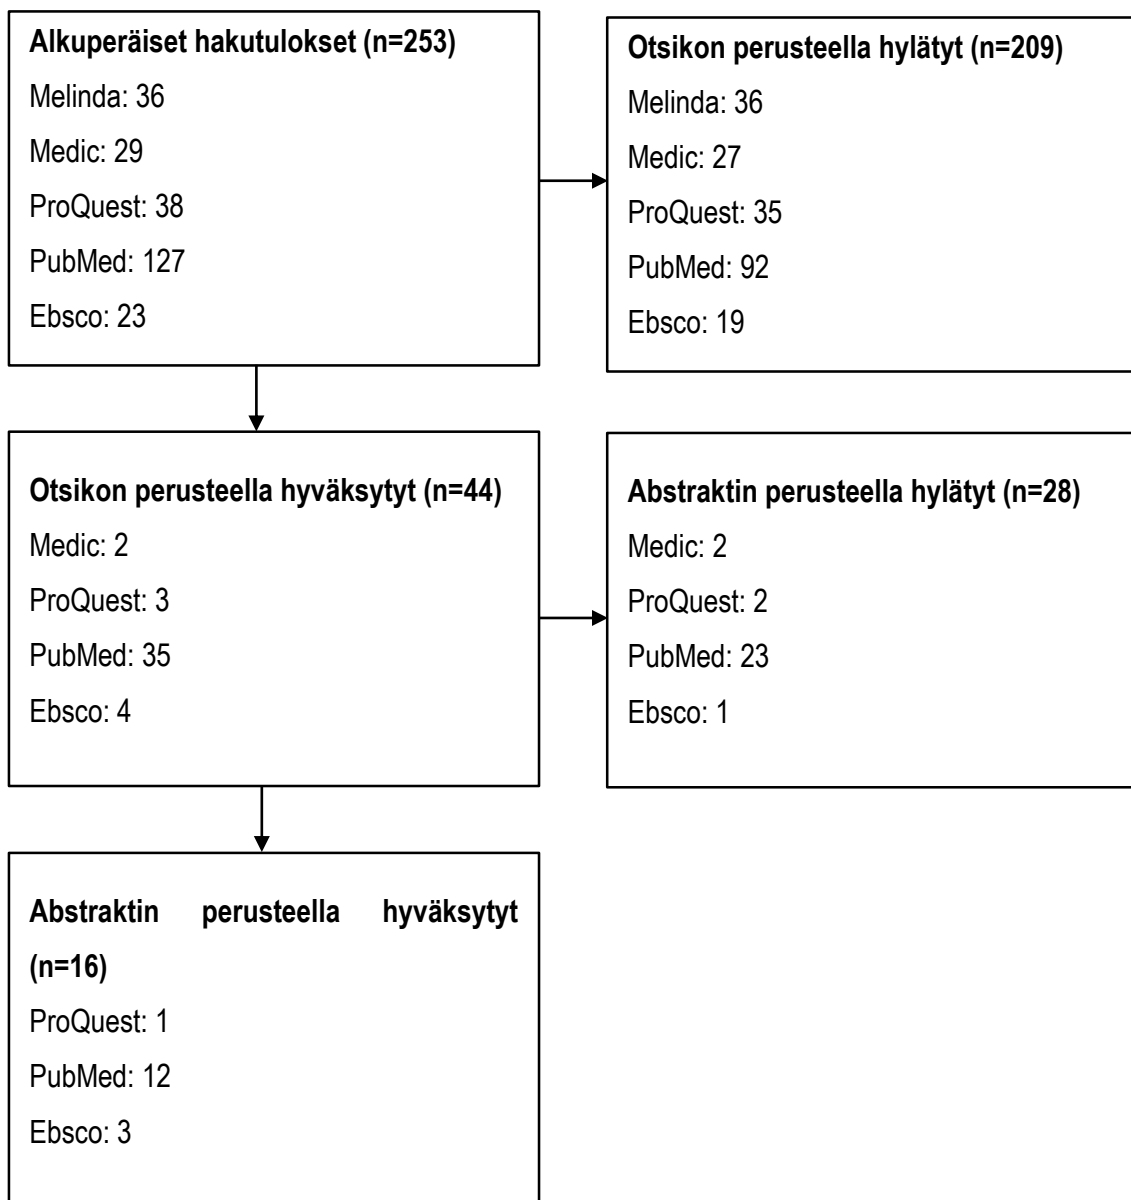 Alkuperäiset hakutulokset (n=253)
Melinda: 36
Medic: 29
ProQuest: 38
PubMed: 127
Ebsco: 23
Otsikon perusteella hylätyt (n=209)
Melinda: 36
Medic: 27
ProQuest: 35
PubMed: 92
Ebsco: 19
Otsikon perusteella hyväksytyt (n=44)
Medic: 2
ProQuest: 3
PubMed: 35
Ebsco: 4
Abstraktin perusteella hylätyt (n=28)
Medic: 2
ProQuest: 2
PubMed: 23
Ebsco: 1
Abstraktin perusteella hyväksytyt
(n=16)
ProQuest: 1
PubMed: 12
Ebsco: 3